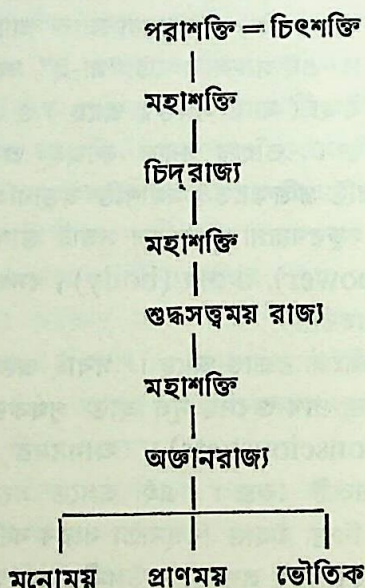 পরাশক্তি = চিৎশক্তি
মহাশক্তি
চিদ্‌রাজ্য
মহাশক্তি
শুদ্ধসত্ত্বময় রাজ্য
মহাশক্তি
অজ্ঞানরাজ্য
মনোময় প্রাণময় ভৌতিক